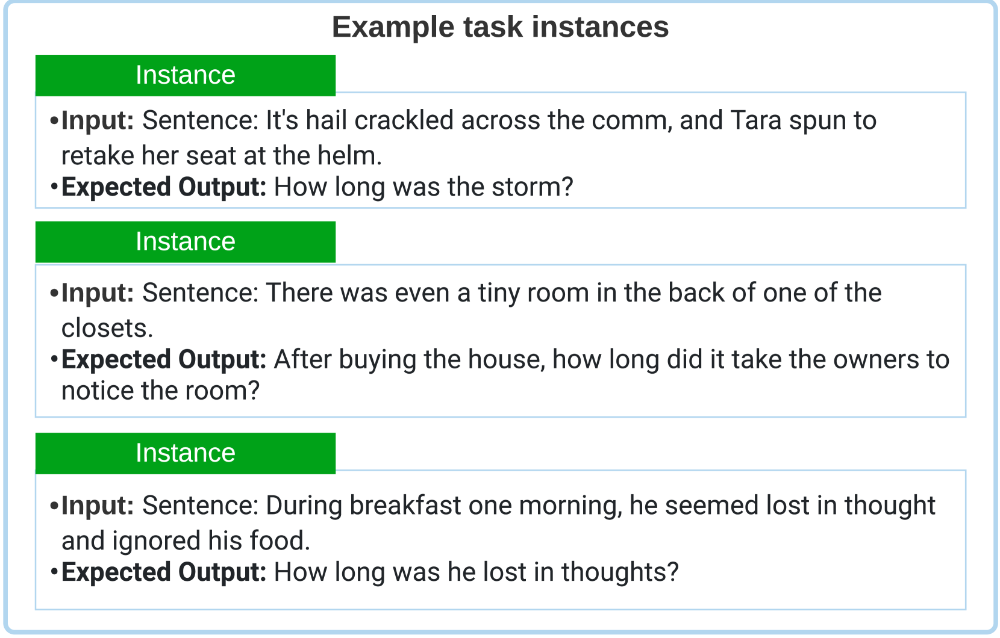 Example task instances
Instance
•Input: Sentence: It's hail crackled across the comm, and Tara spun to
retake her seat at the helm.
•Expected Output: How long was the storm?
Instance
•Input: Sentence: There was even a tiny room in the back of one of the
closets.
•Expected Output: After buying the house, how long did it take the owners to
notice the room?
Instance
•Input: Sentence: During breakfast one morning, he seemed lost in thought
and ignored his food.
•Expected Output: How long was he lost in thoughts?